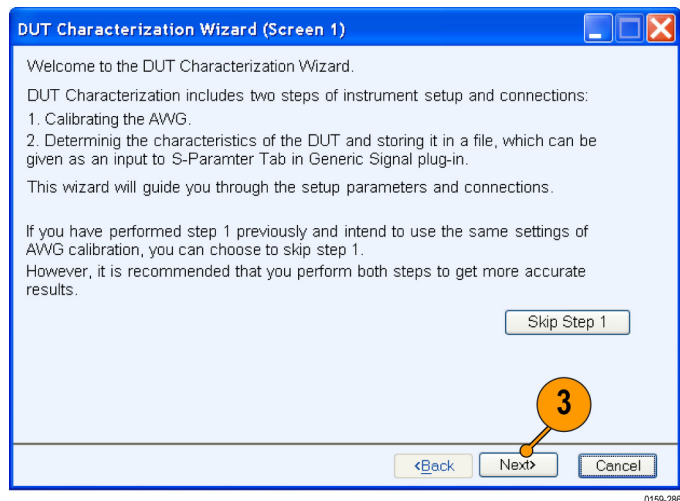 DUT Characterization Wizard (Screen 1)
Welcome to the DUT Characterization Wizard.
DUT Characterization includes two steps of instrument setup and connections:
1. Calibrating the AWG.
2. Determinig the characteristics of the DUT and storing it in a file, which can be
given as an input to S-Paramter Tab in Generic Signal plug-in.
This wizard will guide you through the setup parameters and connections.
If you have performed step 1 previously and intend to use the same settings of
AWG calibration, you can choose to skip step 1.
However, it is recommended that you perform both steps to get more accurate
results.
Skip Step 1
3
<Back Next> Cancel
0159-286